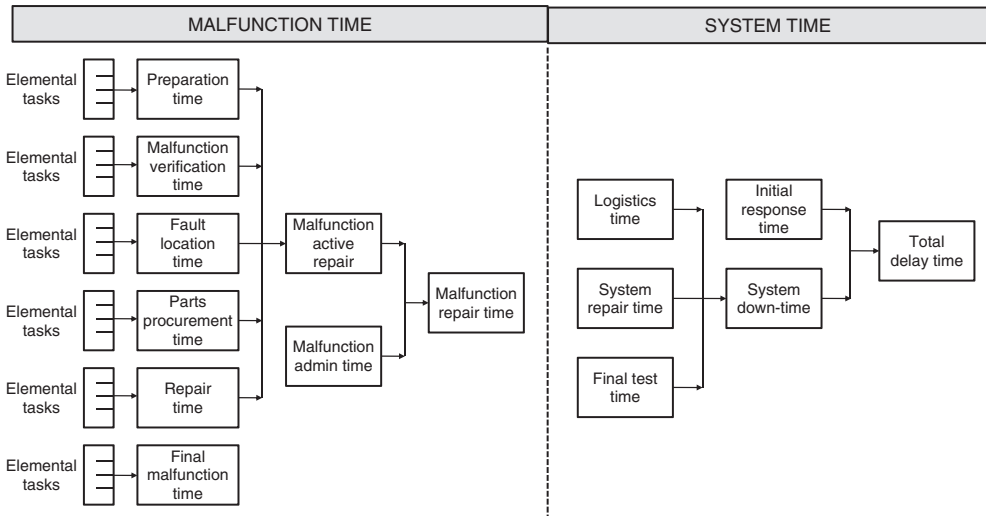 MALFUNCTION TIME
SYSTEM TIME
Elemental
tasks
Preparation
time
Elemental
tasks
Malfunction
verification
time
Elemental
tasks
Fault
location
time
Elemental
tasks
Parts
procurement
time
Elemental
tasks
Repair
time
Elemental
tasks
Final
malfunction
time
Malfunction
active
repair
Malfunction
admin time
Malfunction
repair time
Logistics
time
System
repair time
Final test
time
Initial
response
time
System
down-time
Total
delay time